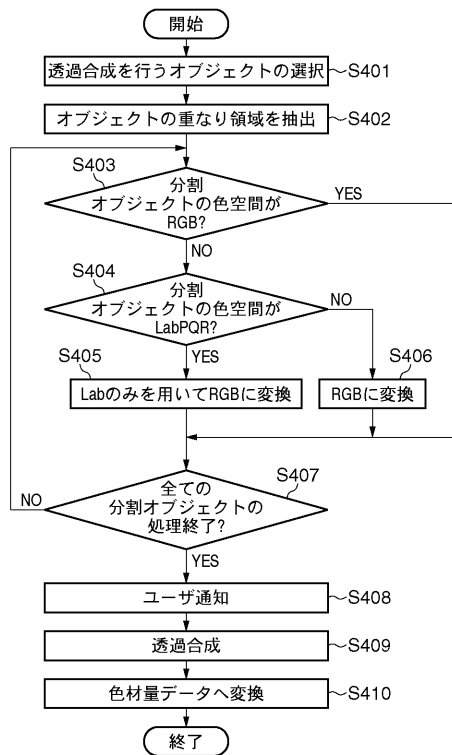 開始
透過合成を行うオブジェクトの選択 S401
オブジェクトの重なり領域を抽出 S402
S403
分割
オブジェクトの色空間が
RGB?
YES
NO
S404
分割
オブジェクトの色空間が
LabPQR?
NO
YES
S405
Labのみを用いてRGBに変換
S406
RGBに変換
S407
全ての
分割オブジェクトの
処理終了?
NO
YES
ユーザ通知 S408
透過合成 S409
色材量データへ変換 S410
終了